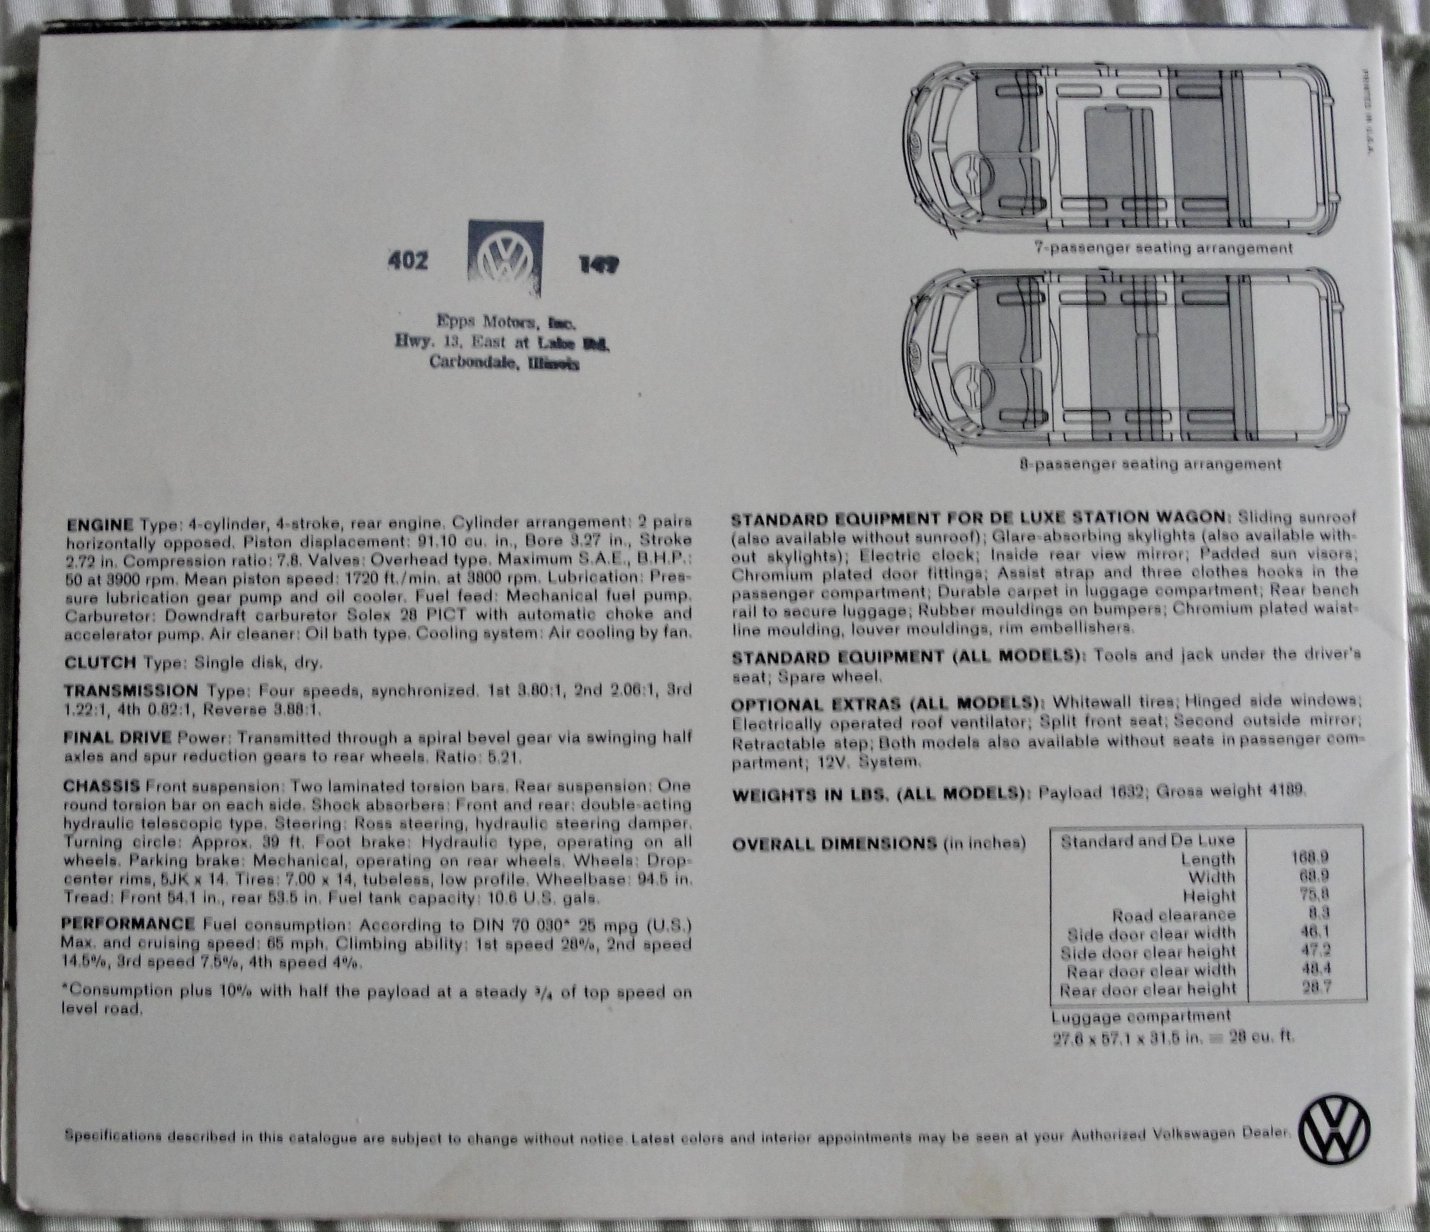 PRINTED IN U.S.A.
7-passenger seating arrangement
402 149
Epps Motors, Inc.
Hwy. 13, East at Lake Rd.
Carbondale, Illinois
8-passenger seating arrangement
ENGINE Type: 4-cylinder, 4-stroke, rear engine. Cylinder arrangement: 2 pairs
horizontally opposed. Piston displacement: 91.10 cu. in., Bore 3.27 in., Stroke
2.72 in. Compression ratio: 7.8. Valves: Overhead type. Maximum S.A.E., B.H.P.:
50 at 3900 rpm. Mean piston speed: 1720 ft./min. at 3800 rpm. Lubrication: Pres-
sure lubrication gear pump and oil cooler. Fuel feed: Mechanical fuel pump.
Carburetor: Downdraft carburetor Solex 28 PICT with automatic choke and
accelerator pump. Air cleaner: Oil bath type. Cooling system: Air cooling by fan.
CLUTCH Type: Single disk, dry.
TRANSMISSION Type: Four speeds, synchronized. 1st 3.80:1, 2nd 2.06:1, 3rd
1.22:1, 4th 0.82:1, Reverse 3.88:1.
FINAL DRIVE Power: Transmitted through a spiral bevel gear via swinging half
axles and spur reduction gears to rear wheels. Ratio: 5.21.
CHASSIS Front suspension: Two laminated torsion bars. Rear suspension: One
round torsion bar on each side. Shock absorbers: Front and rear: double-acting
hydraulic telescopic type. Steering: Ross steering, hydraulic steering damper.
Turning circle: Approx. 39 ft. Foot brake: Hydraulic type, operating on all
wheels. Parking brake: Mechanical, operating on rear wheels. Wheels: Drop-
center rims, 5JK x 14. Tires: 7.00 x 14, tubeless, low profile. Wheelbase: 94.5 in.
Tread: Front 54.1 in., rear 53.5 in. Fuel tank capacity: 10.6 U.S. gals.
PERFORMANCE Fuel consumption: According to DIN 70 030* 25 mpg (U.S.)
Max. and cruising speed: 65 mph. Climbing ability: 1st speed 28%, 2nd speed
14.5%, 3rd speed 7.5%, 4th speed 4%.
*Consumption plus 10% with half the payload at a steady 3/4 of top speed on
level road.
STANDARD EQUIPMENT FOR DE LUXE STATION WAGON: Sliding sunroof
(also available without sunroof); Glare-absorbing skylights (also available with-
out skylights); Electric clock; Inside rear view mirror; Padded sun visors;
Chromium plated door fittings; Assist strap and three clothes hooks in the
passenger compartment; Durable carpet in luggage compartment; Rear bench
rail to secure luggage; Rubber mouldings on bumpers; Chromium plated waist-
line moulding, louver mouldings, rim embellishers.
STANDARD EQUIPMENT (ALL MODELS): Tools and jack under the driver's
seat; Spare wheel.
OPTIONAL EXTRAS (ALL MODELS): Whitewall tires; Hinged side windows;
Electrically operated roof ventilator; Split front seat; Second outside mirror;
Retractable step; Both models also available without seats in passenger com-
partment; 12V. System.
WEIGHTS IN LBS. (ALL MODELS): Payload 1632; Gross weight 4189.
OVERALL DIMENSIONS (in inches)
Standard and De Luxe
Length 168.9
Width 68.9
Height 75.8
Road clearance 8.3
Side door clear width 46.1
Side door clear height 47.2
Rear door clear width 48.4
Rear door clear height 28.7
Luggage compartment
27.6 x 57.1 x 31.5 in. = 28 cu. ft.
Specifications described in this catalogue are subject to change without notice. Latest colors and interior appointments may be seen at your Authorized Volkswagen Dealer.